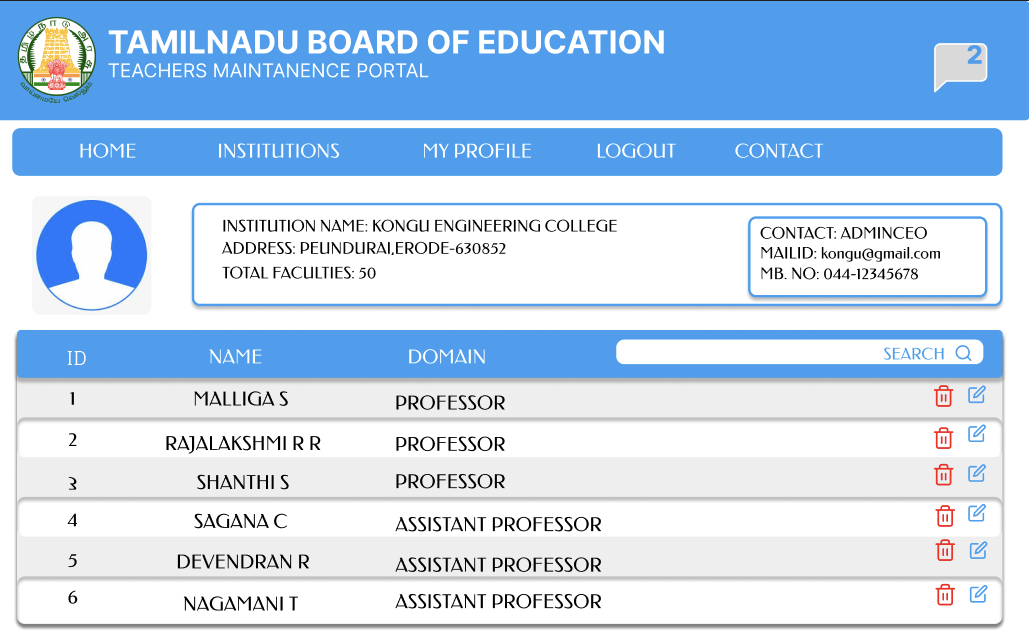 TAMILNADU BOARD OF EDUCATION
TEACHERS MAINTANENCE PORTAL
2
HOME INSTITUTIONS MY PROFILE LOGOUT CONTACT
INSTITUTION NAME: KONGU ENGINEERING COLLEGE
ADDRESS: PEUNDURAI,ERODE-630852
TOTAL FACULTIES: 50
CONTACT: ADMINCEO
MAILID: kongu@gmail.com
MB. NO: 044-12345678
ID NAME DOMAIN SEARCH
1 MALLIGA S PROFESSOR
2 RAJALAKSHMI R R PROFESSOR
3 SHANTHI S PROFESSOR
4 SAGANA C ASSISTANT PROFESSOR
5 DEVENDRAN R ASSISTANT PROFESSOR
6 NAGAMANI T ASSISTANT PROFESSOR